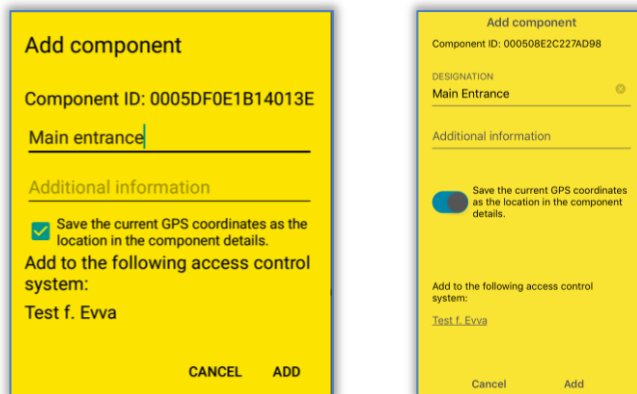 Add component
Component ID: 0005DF0E1B14013E
Main entrance
Additional information
Save the current GPS coordinates as the
location in the component details.
Add to the following access control
system:
Test f. Evva
CANCEL ADD
Add component
Component ID: 000508E2C227AD98
DESIGNATION
Main Entrance
Additional information
Save the current GPS coordinates
as the location in the component
details.
Add to the following access control
system:
Test f. Evva
Cancel Add